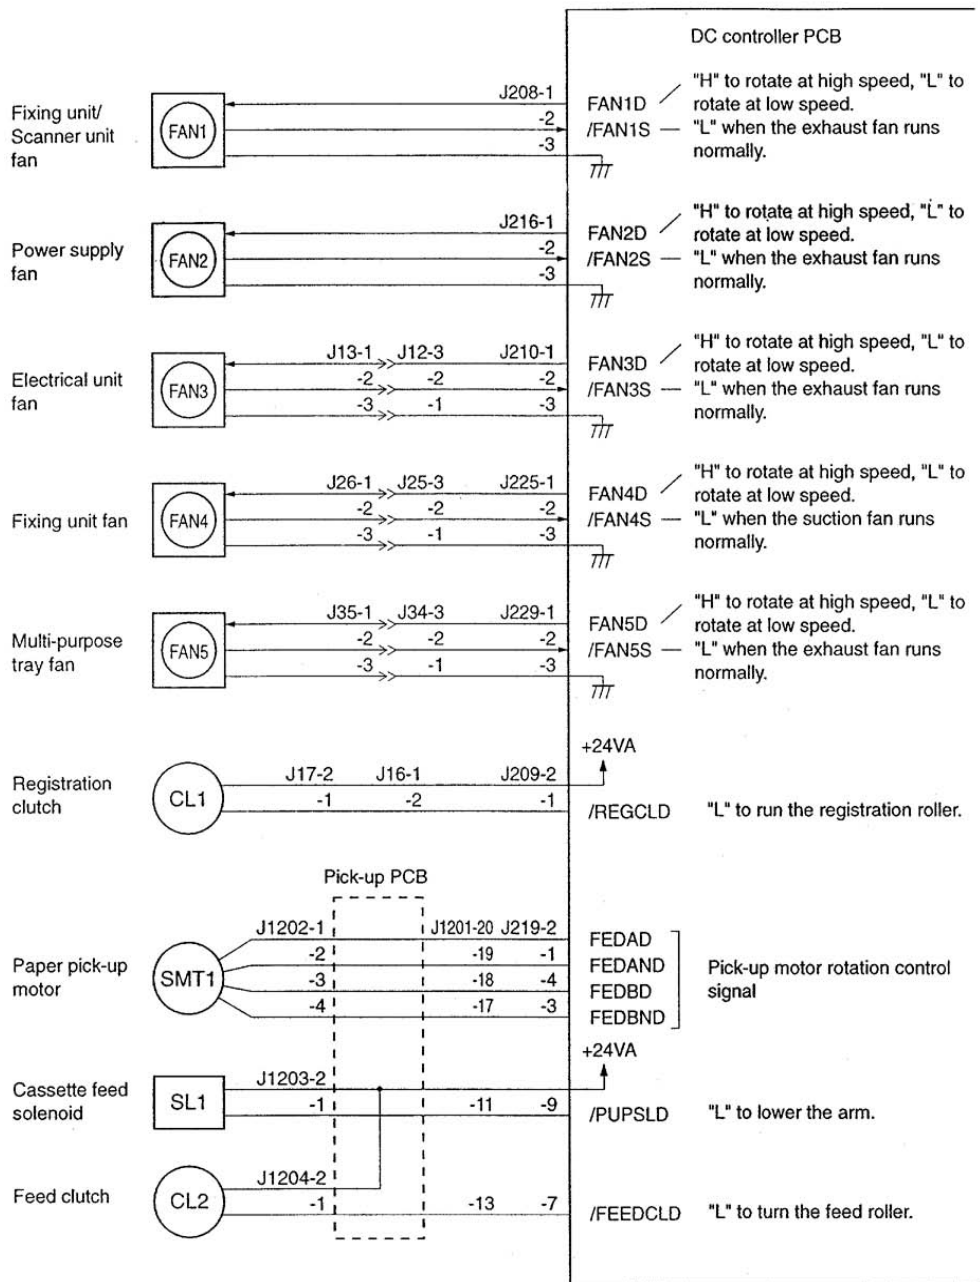 DC controller PCB
Fixing unit/
Scanner unit
fan
FAN1
J208-1
-2
-3
FAN1D
/FAN1S
"H" to rotate at high speed, "L" to
rotate at low speed.
"L" when the exhaust fan runs
normally.
Power supply
fan
FAN2
J216-1
-2
-3
FAN2D
/FAN2S
"H" to rotate at high speed, "L" to
rotate at low speed.
"L" when the exhaust fan runs
normally.
Electrical unit
fan
FAN3
J13-1 J12-3 J210-1
-2 -2 -2
-3 -1 -3
FAN3D
/FAN3S
"H" to rotate at high speed, "L" to
rotate at low speed.
"L" when the exhaust fan runs
normally.
Fixing unit fan
FAN4
J26-1 J25-3 J225-1
-2 -2 -2
-3 -1 -3
FAN4D
/FAN4S
"H" to rotate at high speed, "L" to
rotate at low speed.
"L" when the suction fan runs
normally.
Multi-purpose
tray fan
FAN5
J35-1 J34-3 J229-1
-2 -2 -2
-3 -1 -3
FAN5D
/FAN5S
"H" to rotate at high speed, "L" to
rotate at low speed.
"L" when the exhaust fan runs
normally.
Registration
clutch
CL1
J17-2 J16-1 J209-2
-1 -2 -1
+24VA
/REGCLD
"L" to run the registration roller.
Pick-up PCB
Paper pick-up
motor
SMT1
J1202-1 J1201-20 J219-2
-2 -19 -1
-3 -18 -4
-4 -17 -3
FEDAD
FEDAND
FEDBD
FEDBND
Pick-up motor rotation control
signal
+24VA
Cassette feed
solenoid
SL1
J1203-2
-1 -11 -9
/PUPSLD
"L" to lower the arm.
Feed clutch
CL2
J1204-2
-1 -13 -7
/FEEDCLD
"L" to turn the feed roller.